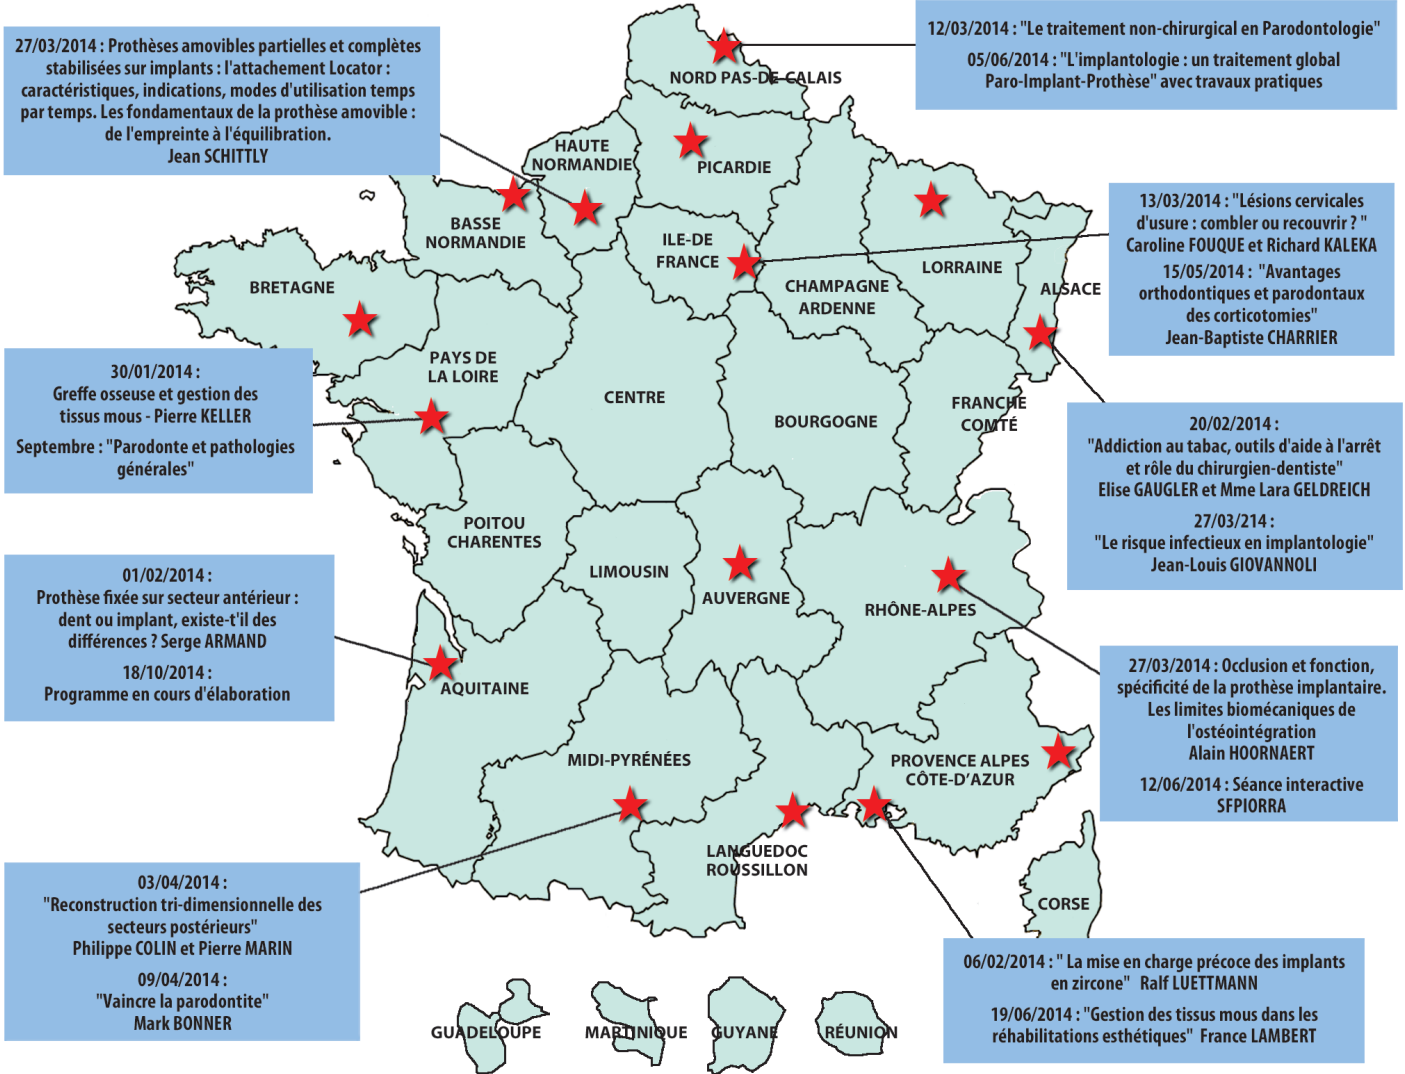 27/03/2014 : Prothèses amovibles partielles et complètes
stabilisées sur implants : l'attachement Locator :
caractéristiques, indications, modes d'utilisation temps
par temps. Les fondamentaux de la prothèse amovible :
de l'empreinte à l'équilibration.
Jean SCHITTLY
12/03/2014 : "Le traitement non-chirurgical en Parodontologie"
05/06/2014 : "L'implantologie : un traitement global
Paro-Implant-Prothèse" avec travaux pratiques
NORD PAS-DE-CALAIS
HAUTE
NORMANDIE
PICARDIE
BASSE
NORMANDIE
ILE-DE
FRANCE
CHAMPAGNE
ARDENNE
LORRAINE
ALSACE
13/03/2014 : "Lésions cervicales
d'usure : combler ou recouvrir ? "
Caroline FOUQUE et Richard KALEKA
15/05/2014 : "Avantages
orthodontiques et parodontaux
des corticotomies"
Jean-Baptiste CHARRIER
BRETAGNE
PAYS DE
LA LOIRE
CENTRE
BOURGOGNE
FRANCHE
COMTÉ
30/01/2014 :
Greffe osseuse et gestion des
tissus mous - Pierre KELLER
Septembre : "Parodonte et pathologies
générales"
20/02/2014 :
"Addiction au tabac, outils d'aide à l'arrêt
et rôle du chirurgien-dentiste"
Elise GAUGLER et Mme Lara GELDREICH
27/03/214 :
"Le risque infectieux en implantologie"
Jean-Louis GIOVANNOLI
POITOU
CHARENTES
LIMOUSIN
AUVERGNE
RHÔNE-ALPES
01/02/2014 :
Prothèse fixée sur secteur antérieur :
dent ou implant, existe-t'il des
différences ? Serge ARMAND
18/10/2014 :
Programme en cours d'élaboration
AQUITAINE
MIDI-PYRÉNÉES
PROVENCE ALPES
CÔTE-D'AZUR
27/03/2014 : Occlusion et fonction,
spécificité de la prothèse implantaire.
Les limites biomécaniques de
l'ostéointégration
Alain HOORNAERT
12/06/2014 : Séance interactive
SFPIORRA
LANGUEDOC
ROUSSILLON
CORSE
03/04/2014 :
"Reconstruction tri-dimensionnelle des
secteurs postérieurs"
Philippe COLIN et Pierre MARIN
09/04/2014 :
"Vaincre la parodontite"
Mark BONNER
06/02/2014 : " La mise en charge précoce des implants
en zircone" Ralf LUETTMANN
19/06/2014 : "Gestion des tissus mous dans les
réhabilitations esthétiques" France LAMBERT
GUADELOUPE
MARTINIQUE
GUYANE
RÉUNION